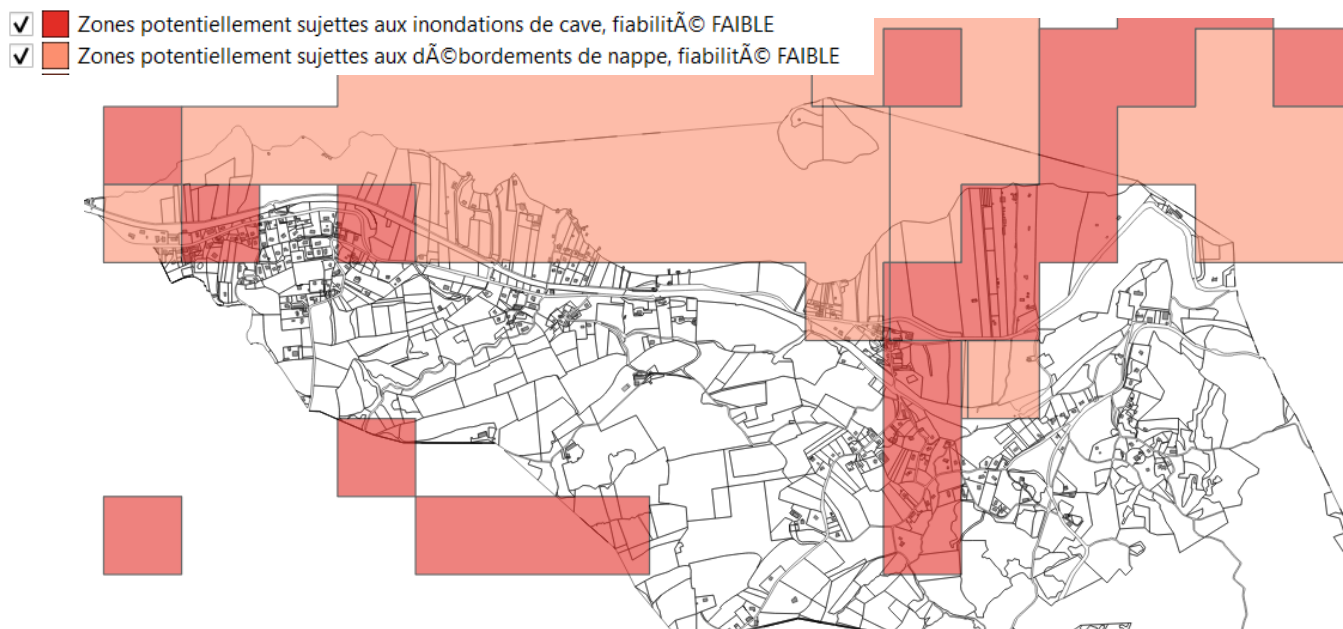 Zones potentiellement sujettes aux inondations de cave, fiabilitÃ© FAIBLE
Zones potentiellement sujettes aux dÃ©bordements de nappe, fiabilitÃ© FAIBLE